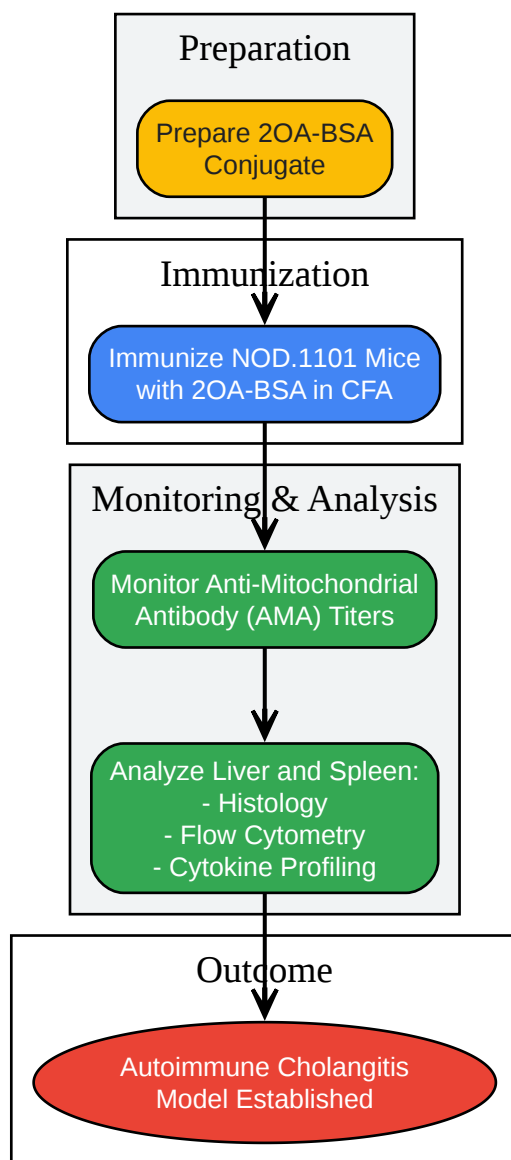 Preparation
Prepare 2OA-BSA
Conjugate
Immunization
Immunize NOD.1101 Mice
with 2OA-BSA in CFA
Monitoring & Analysis
Monitor Anti-Mitochondrial
Antibody (AMA) Titers
Analyze Liver and Spleen:
- Histology
- Flow Cytometry
- Cytokine Profiling
Outcome
Autoimmune Cholangitis
Model Established